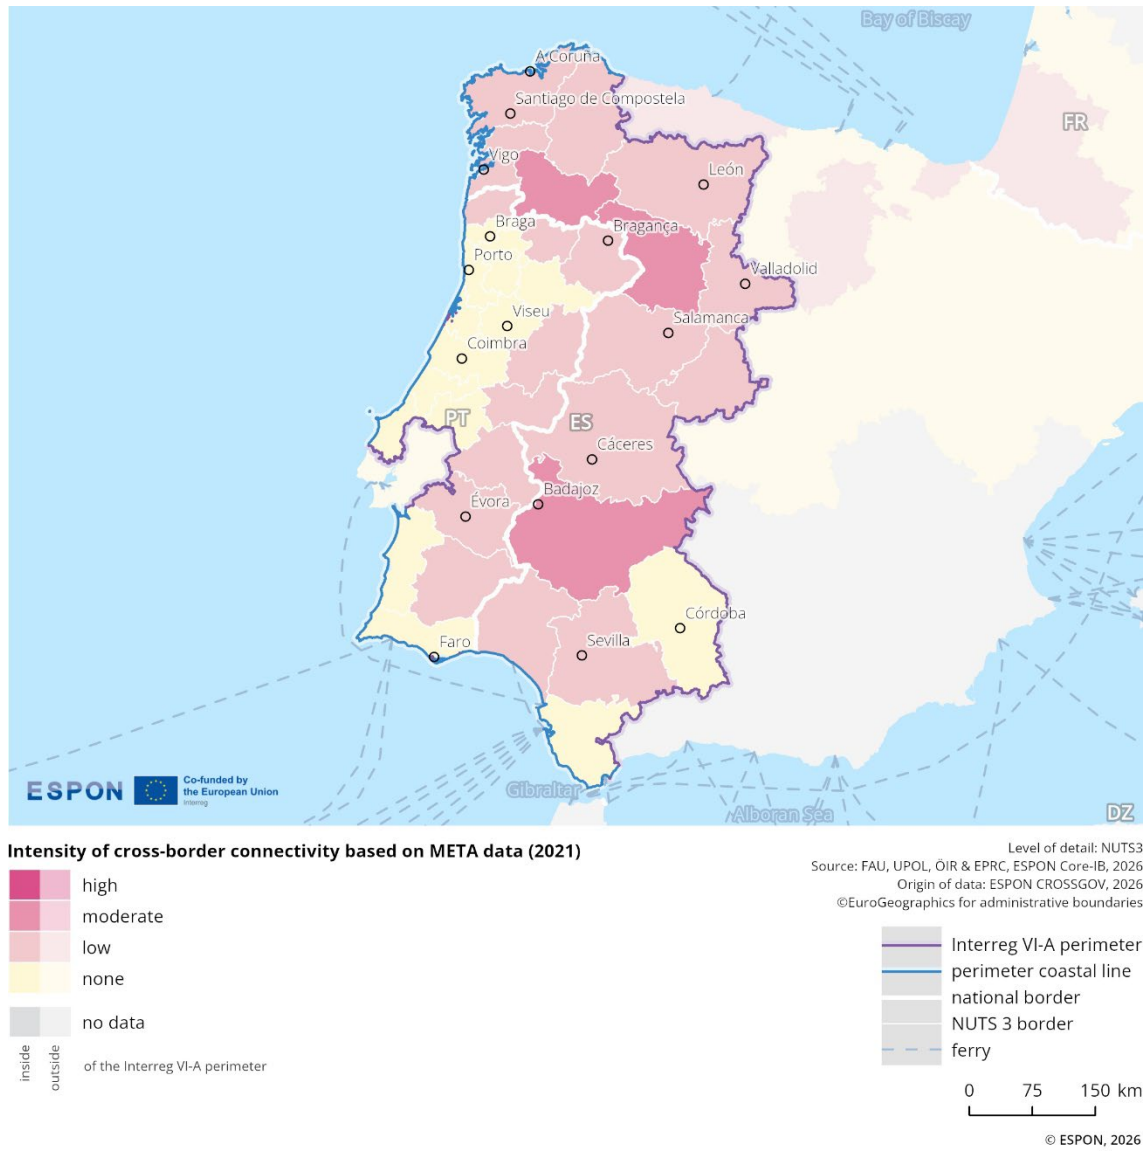 Bay of Biscay
A Coruña
Santiago de Compostela
FR
Vigo
León
Braga
Bragança
Porto
Valladolid
Viseu
Salamanca
Coimbra
PT
ES
Cáceres
Badajoz
Évora
Córdoba
Faro
Sevilla
ESPON
Co-funded by
the European Union
Interreg
Gibraltar
Alboran Sea
DZ
Intensity of cross-border connectivity based on META data (2021)
high
moderate
low
none
no data
inside
outside
of the Interreg VI-A perimeter
Level of detail: NUTS3
Source: FAU, UPOL, ÖIR & EPRC, ESPON Core-IB, 2026
Origin of data: ESPON CROSSGOV, 2026
©EuroGeographics for administrative boundaries
Interreg VI-A perimeter
perimeter coastal line
national border
NUTS 3 border
ferry
0 75 150 km
© ESPON, 2026